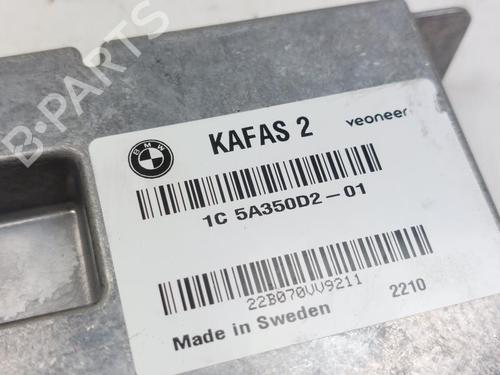 B-PARTS
BMW
KAFAS 2
veoneer
1C 5A350D2-01
22B070VV9211
2210
Made in Sweden